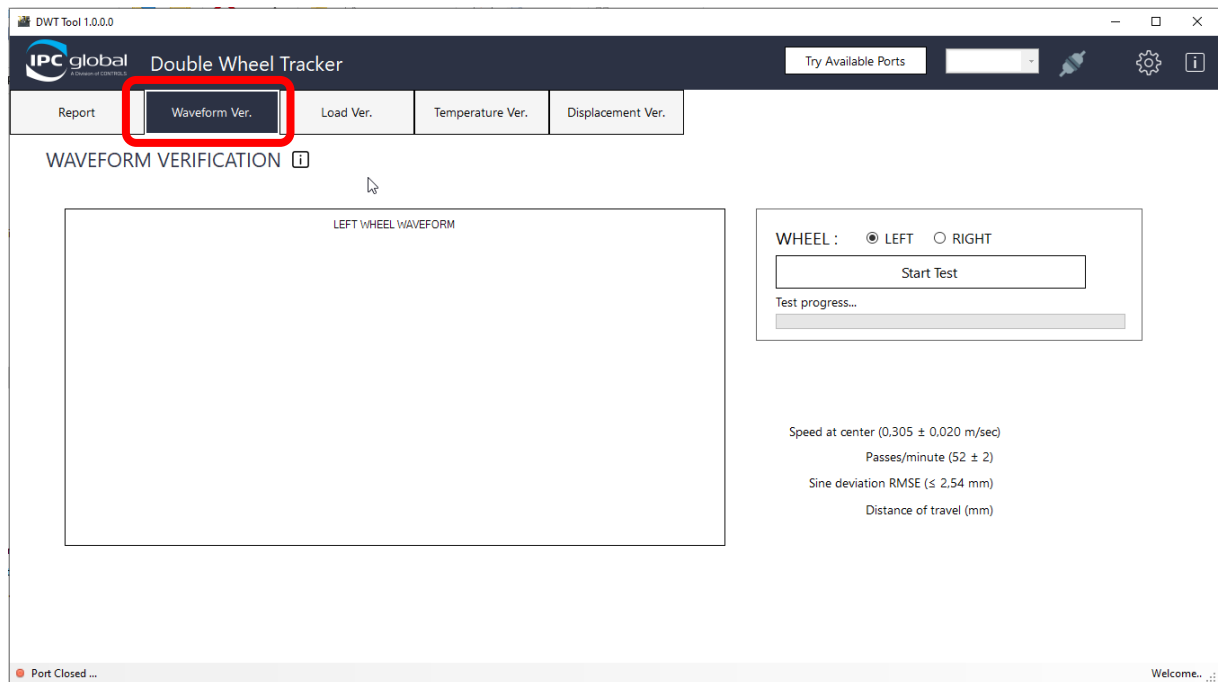 DWT Tool 1.0.0.0
IPC global
A Division of CONTROLS
Double Wheel Tracker
Try Available Ports
Report
Waveform Ver.
Load Ver.
Temperature Ver.
Displacement Ver.
WAVEFORM VERIFICATION
LEFT WHEEL WAVEFORM
WHEEL : LEFT RIGHT
Start Test
Test progress...
Speed at center (0,305 ± 0,020 m/sec)
Passes/minute (52 ± 2)
Sine deviation RMSE (≤ 2,54 mm)
Distance of travel (mm)
Port Closed ...
Welcome..